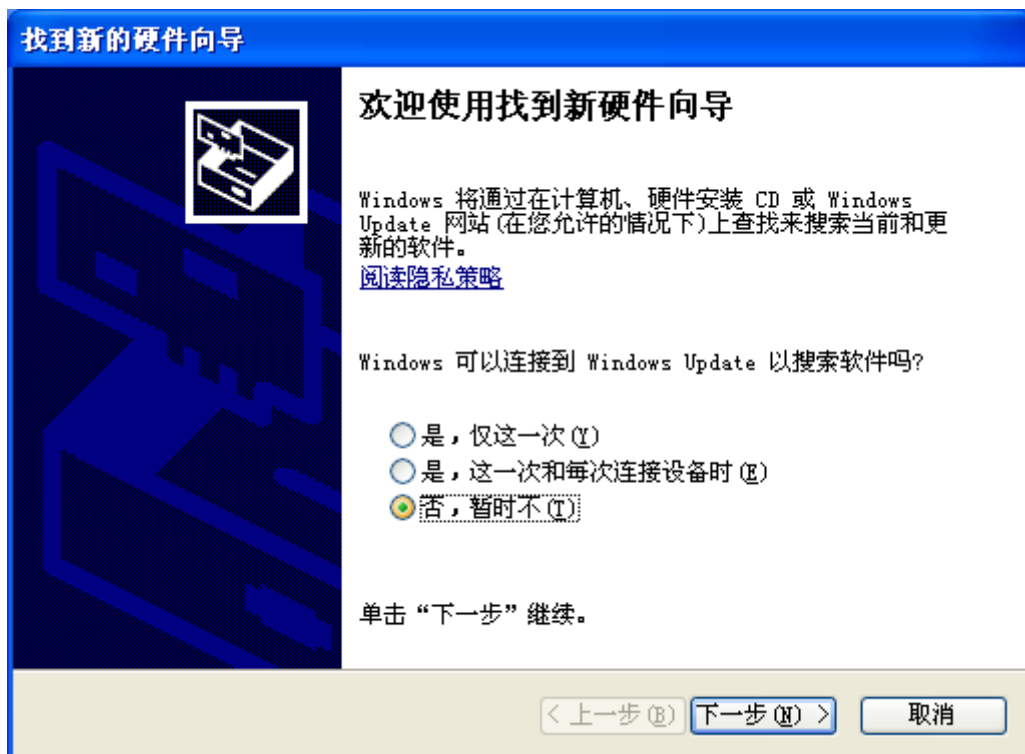 找到新的硬件向导
欢迎使用找到新硬件向导
Windows 将通过在计算机、硬件安装 CD 或 Windows
Update 网站(在您允许的情况下)上查找来搜索当前和更
新的软件。
阅读隐私策略
Windows 可以连接到 Windows Update 以搜索软件吗?
是，仅这一次(Y)
是，这一次和每次连接设备时(E)
否，暂时不(T)
单击“下一步”继续。
< 上一步(B) 下一步(N) > 取消